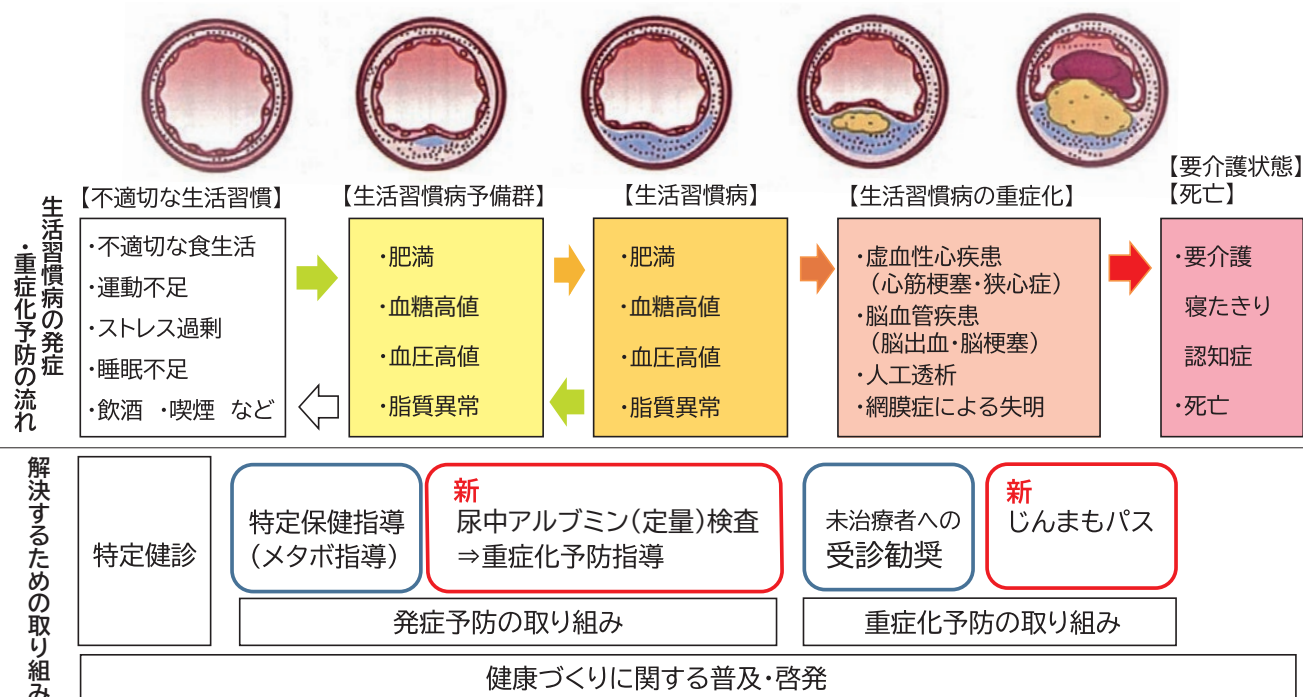 【要介護状態】
【不適切な生活習慣】
【生活習慣病予備群】
【生活習慣病】
【生活習慣病の重症化】
【死亡】
生活習慣病の発症
・重症化予防の流れ
・不適切な食生活
・運動不足
・ストレス過剰
・睡眠不足
・飲酒 ・喫煙 など
・肥満
・血糖高値
・血圧高値
・脂質異常
・肥満
・血糖高値
・血圧高値
・脂質異常
・虚血性心疾患
(心筋梗塞・狭心症)
・脳血管疾患
(脳出血・脳梗塞)
・人工透析
・網膜症による失明
・要介護
寝たきり
認知症
・死亡
解決するための取り組み
特定健診
特定保健指導
(メタボ指導)
新
尿中アルブミン(定量)検査
⇒重症化予防指導
未治療者への
受診勧奨
新
じんまもパス
発症予防の取り組み
重症化予防の取り組み
健康づくりに関する普及・啓発